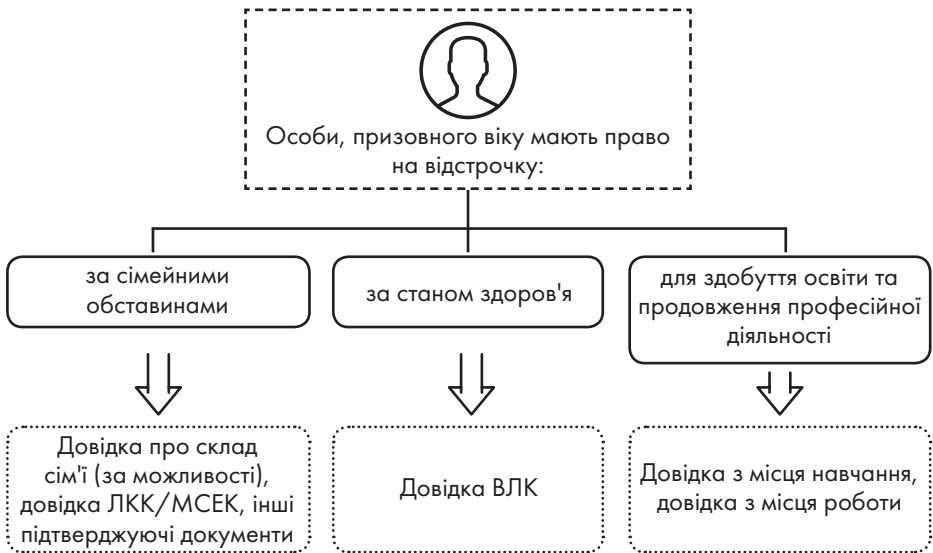 Особи, призовного віку мають право
на відстрочку:
за сімейними
обставинами
за станом здоров'я
для здобуття освіти та
продовження професійної
діяльності
Довідка про склад
сім'ї (за можливості),
довідка ЛКК/МСЕК, інші
підтверджуючі документи
Довідка ВЛК
Довідка з місця навчання,
довідка з місця роботи